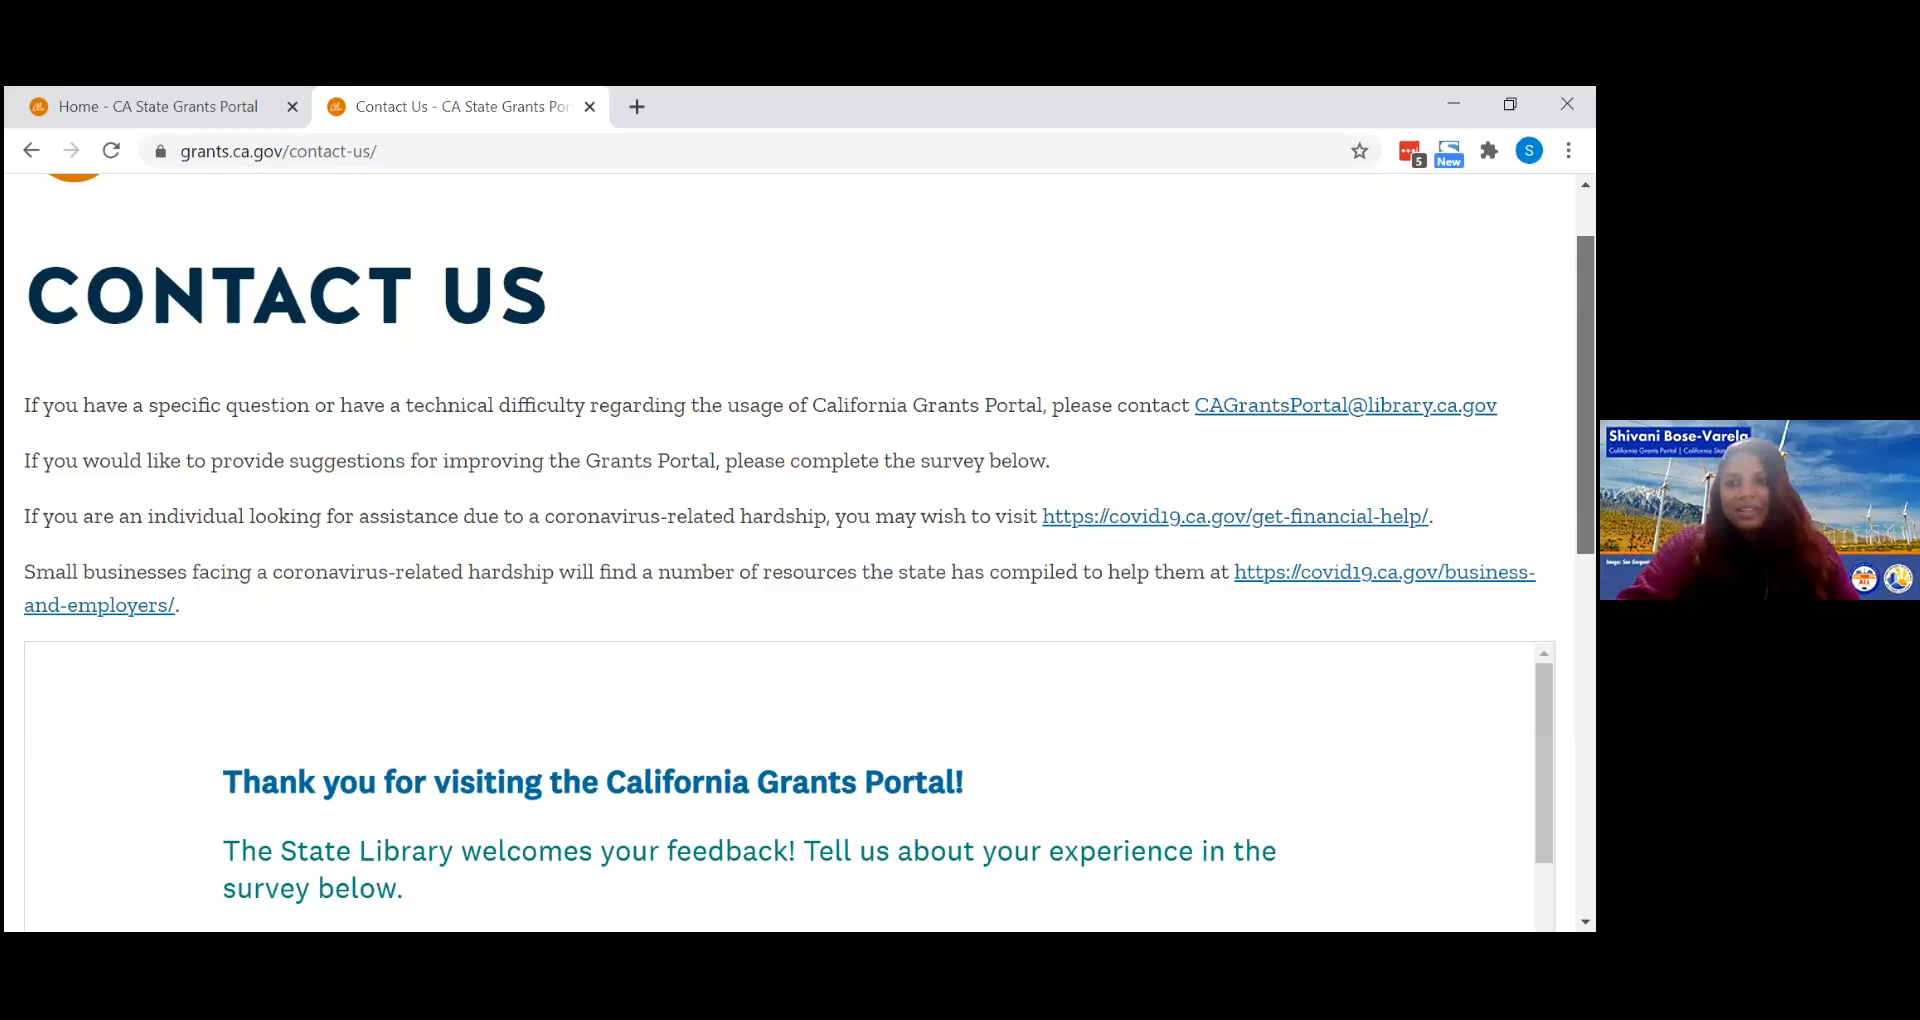 Home - CA State Grants Portal
Contact Us - CA State Grants Por
grants.ca.gov/contact-us/
5
New
S
CONTACT US
If you have a specific question or have a technical difficulty regarding the usage of California Grants Portal, please contact CAGrantsPortal@library.ca.gov
If you would like to provide suggestions for improving the Grants Portal, please complete the survey below.
If you are an individual looking for assistance due to a coronavirus-related hardship, you may wish to visit https://covid19.ca.gov/get-financial-help/.
Small businesses facing a coronavirus-related hardship will find a number of resources the state has compiled to help them at https://covid19.ca.gov/business-
and-employers/.
Thank you for visiting the California Grants Portal!
The State Library welcomes your feedback! Tell us about your experience in the
survey below.
Shivani Bose-Varela
California Grants Portal | California
ALL